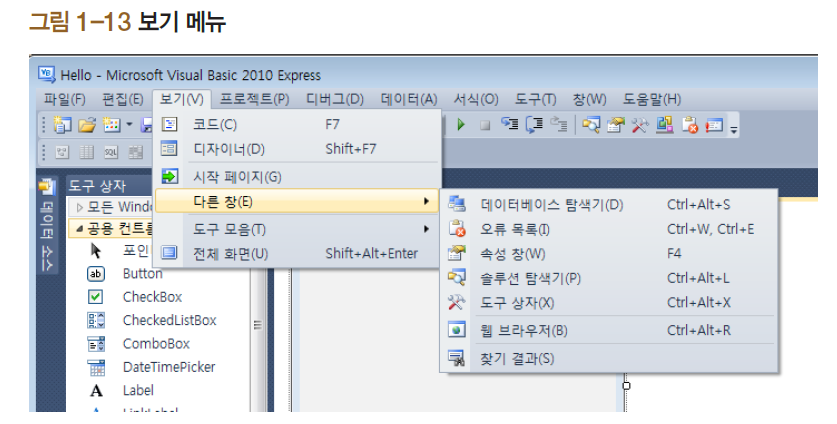 그림 1-13 보기 메뉴
Hello - Microsoft Visual Basic 2010 Express
파일(F) 편집(E) 보기(V) 프로젝트(P) 디버그(D) 데이터(A) 서식(O) 도구(T) 창(W) 도움말(H)
코드(C) F7
디자이너(D) Shift+F7
시작 페이지(G)
다른 창(E)
도구 모음(T)
전체 화면(U) Shift+Alt+Enter
데이터베이스 탐색기(D) Ctrl+Alt+S
오류 목록(I) Ctrl+W, Ctrl+E
속성 창(W) F4
솔루션 탐색기(P) Ctrl+Alt+L
도구 상자(X) Ctrl+Alt+X
웹 브라우저(B) Ctrl+Alt+R
찾기 결과(S)
데이터 소스
도구 상자
모든 Windo
공용 컨트롤
포인
Button
CheckBox
CheckedListBox
ComboBox
DateTimePicker
A Label